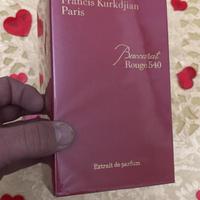 Francis Kurkdjian
Paris
Baccarat
Rouge 540
Extrait de parfum